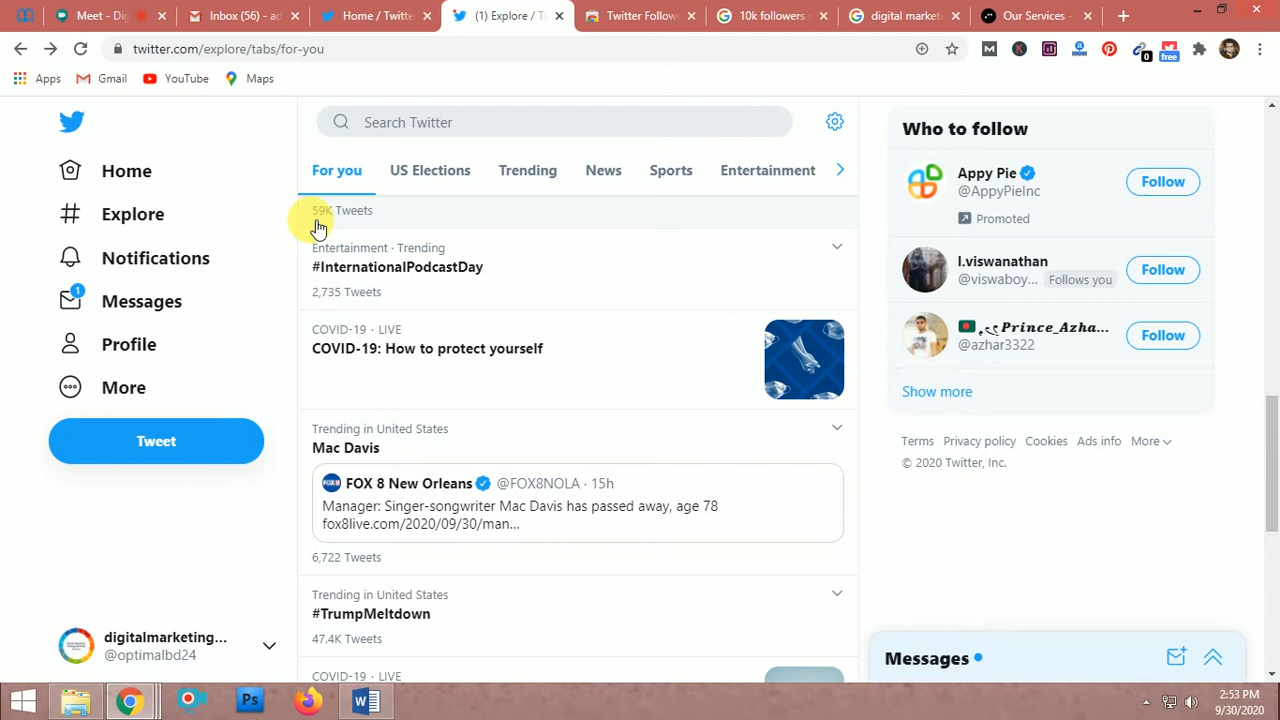 Meet - Dig
Inbox (56) - ad
Home / Twitte
(1) Explore / T
Twitter Follow
10k followers
digital market
Our Services -
twitter.com/explore/tabs/for-you
0
free
Apps
Gmail
YouTube
Maps
Home
Explore
Notifications
1
Messages
Profile
More
Tweet
digitalmarketing...
@optimalbd24
Search Twitter
For you
US Elections
Trending
News
Sports
Entertainment
59K Tweets
Entertainment · Trending
#InternationalPodcastDay
2,735 Tweets
COVID-19 · LIVE
COVID-19: How to protect yourself
Trending in United States
Mac Davis
FOX 8 New Orleans @FOX8NOLA · 15h
Manager: Singer-songwriter Mac Davis has passed away, age 78
fox8live.com/2020/09/30/man...
6,722 Tweets
Trending in United States
#TrumpMeltdown
47.4K Tweets
COVID-19 · LIVE
Who to follow
Appy Pie
@AppyPieInc
Follow
Promoted
I.viswanathan
@viswaboy... Follows you
Follow
Prince_Azha...
@azhar3322
Follow
Show more
Terms Privacy policy Cookies Ads info More
© 2020 Twitter, Inc.
Messages
Ps
2:53 PM
9/30/2020